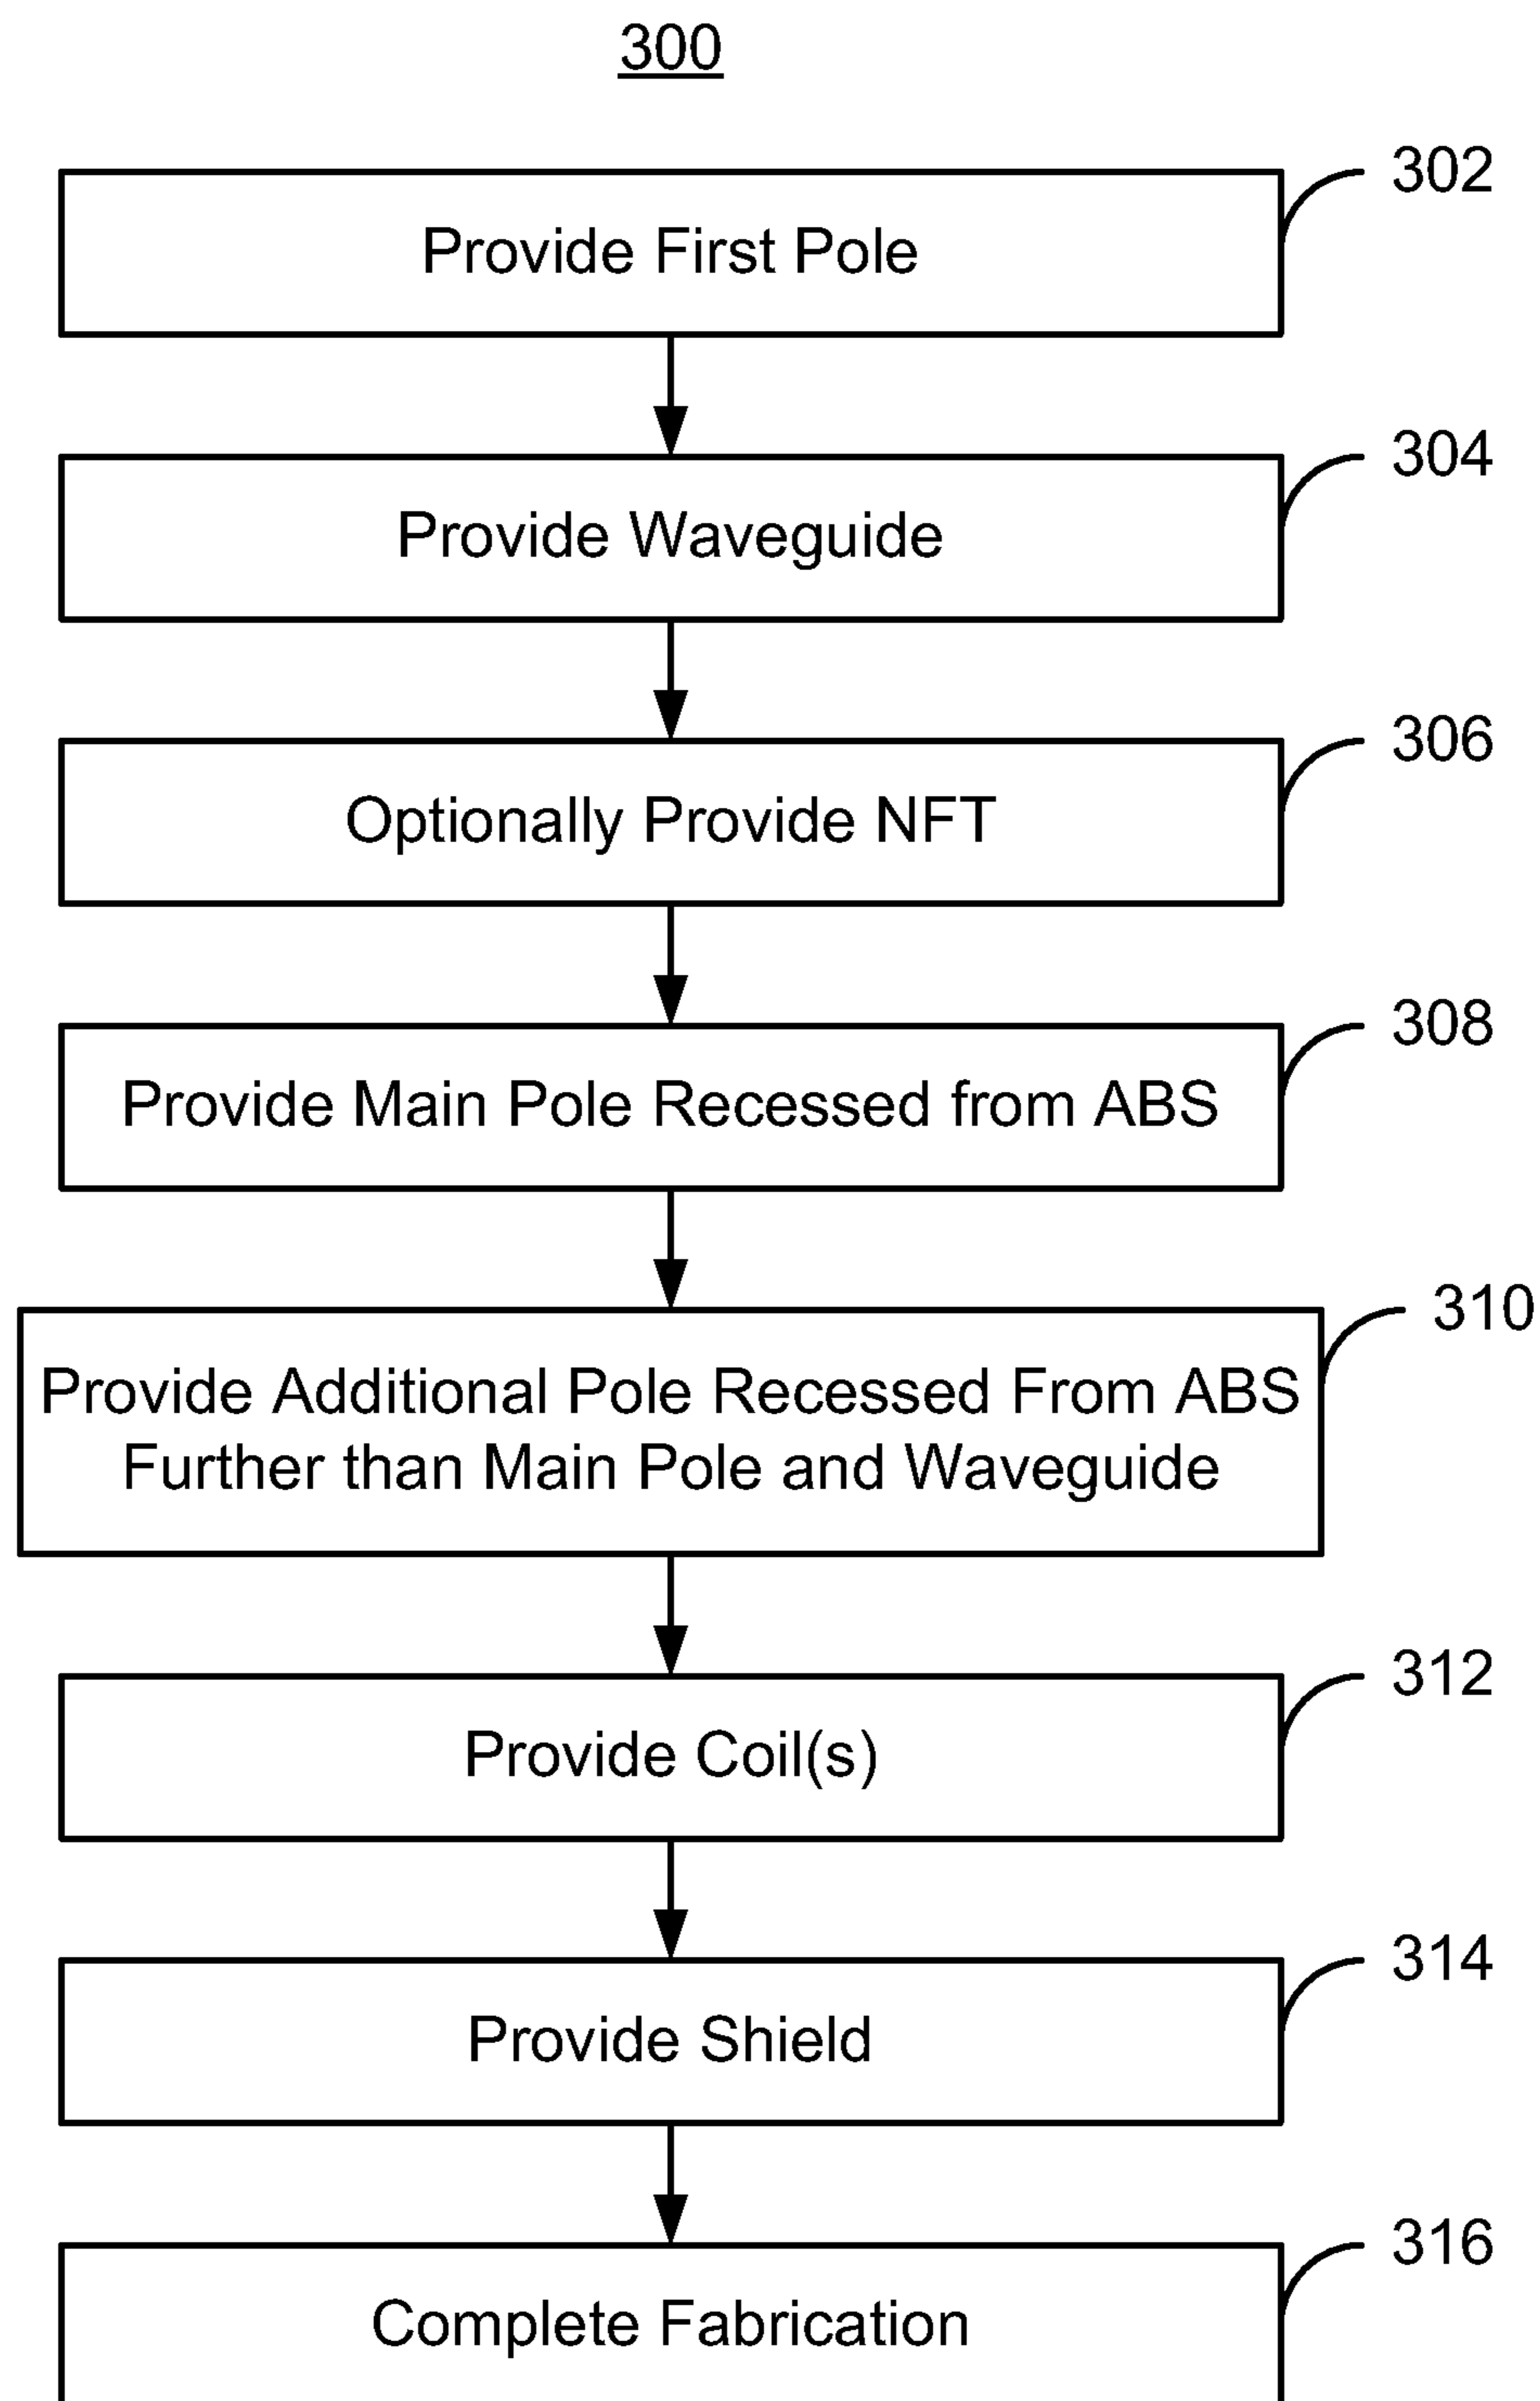 300
302
Provide First Pole
304
Provide Waveguide
306
Optionally Provide NFT
308
Provide Main Pole Recessed from ABS
310
Provide Additional Pole Recessed From ABS
Further than Main Pole and Waveguide
312
Provide Coil(s)
314
Provide Shield
316
Complete Fabrication